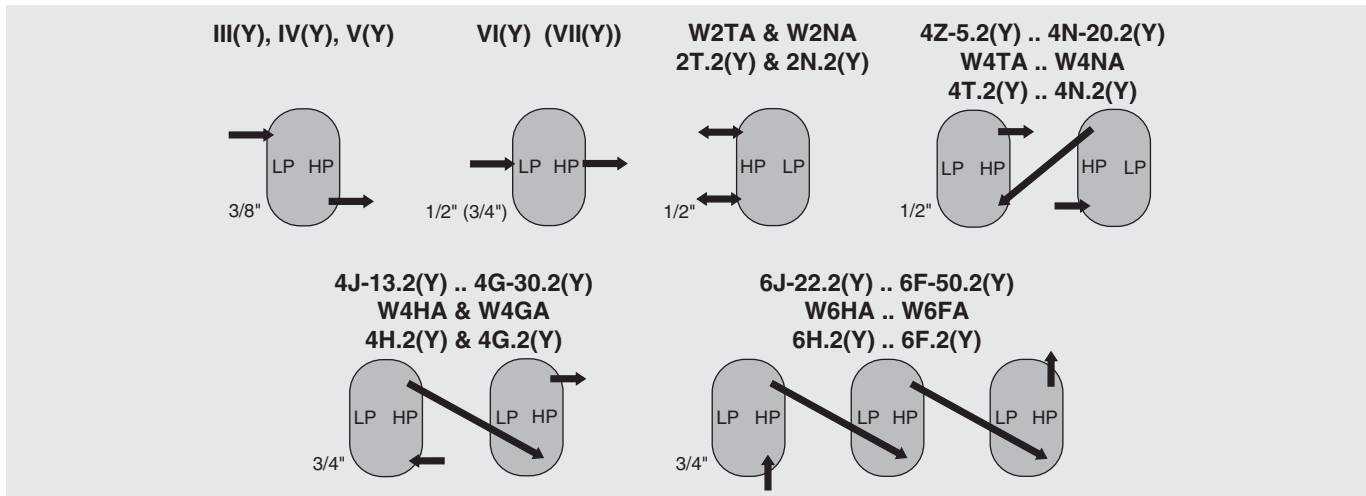 III(Y), IV(Y), V(Y)
LP HP
3/8"
VI(Y) (VII(Y))
LP HP
1/2" (3/4")
W2TA & W2NA
2T.2(Y) & 2N.2(Y)
HP LP
1/2"
4Z-5.2(Y) .. 4N-20.2(Y)
W4TA .. W4NA
4T.2(Y) .. 4N.2(Y)
LP HP
HP LP
1/2"
4J-13.2(Y) .. 4G-30.2(Y)
W4HA & W4GA
4H.2(Y) & 4G.2(Y)
LP HP
LP HP
3/4"
6J-22.2(Y) .. 6F-50.2(Y)
W6HA .. W6FA
6H.2(Y) .. 6F.2(Y)
LP HP
LP HP
LP HP
3/4"